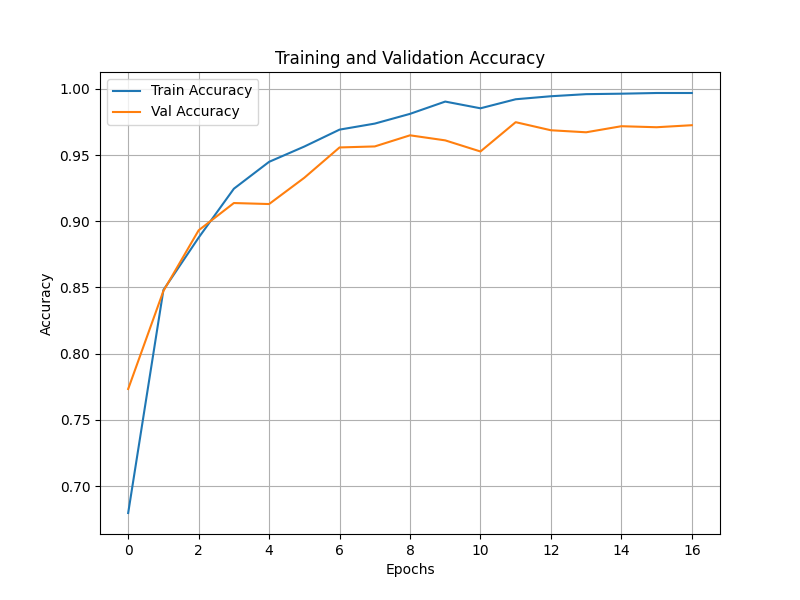 Training and Validation Accuracy
Train Accuracy
Val Accuracy
1.00
0.95
0.90
0.85
0.80
0.75
0.70
Accuracy
0 2 4 6 8 10 12 14 16
Epochs